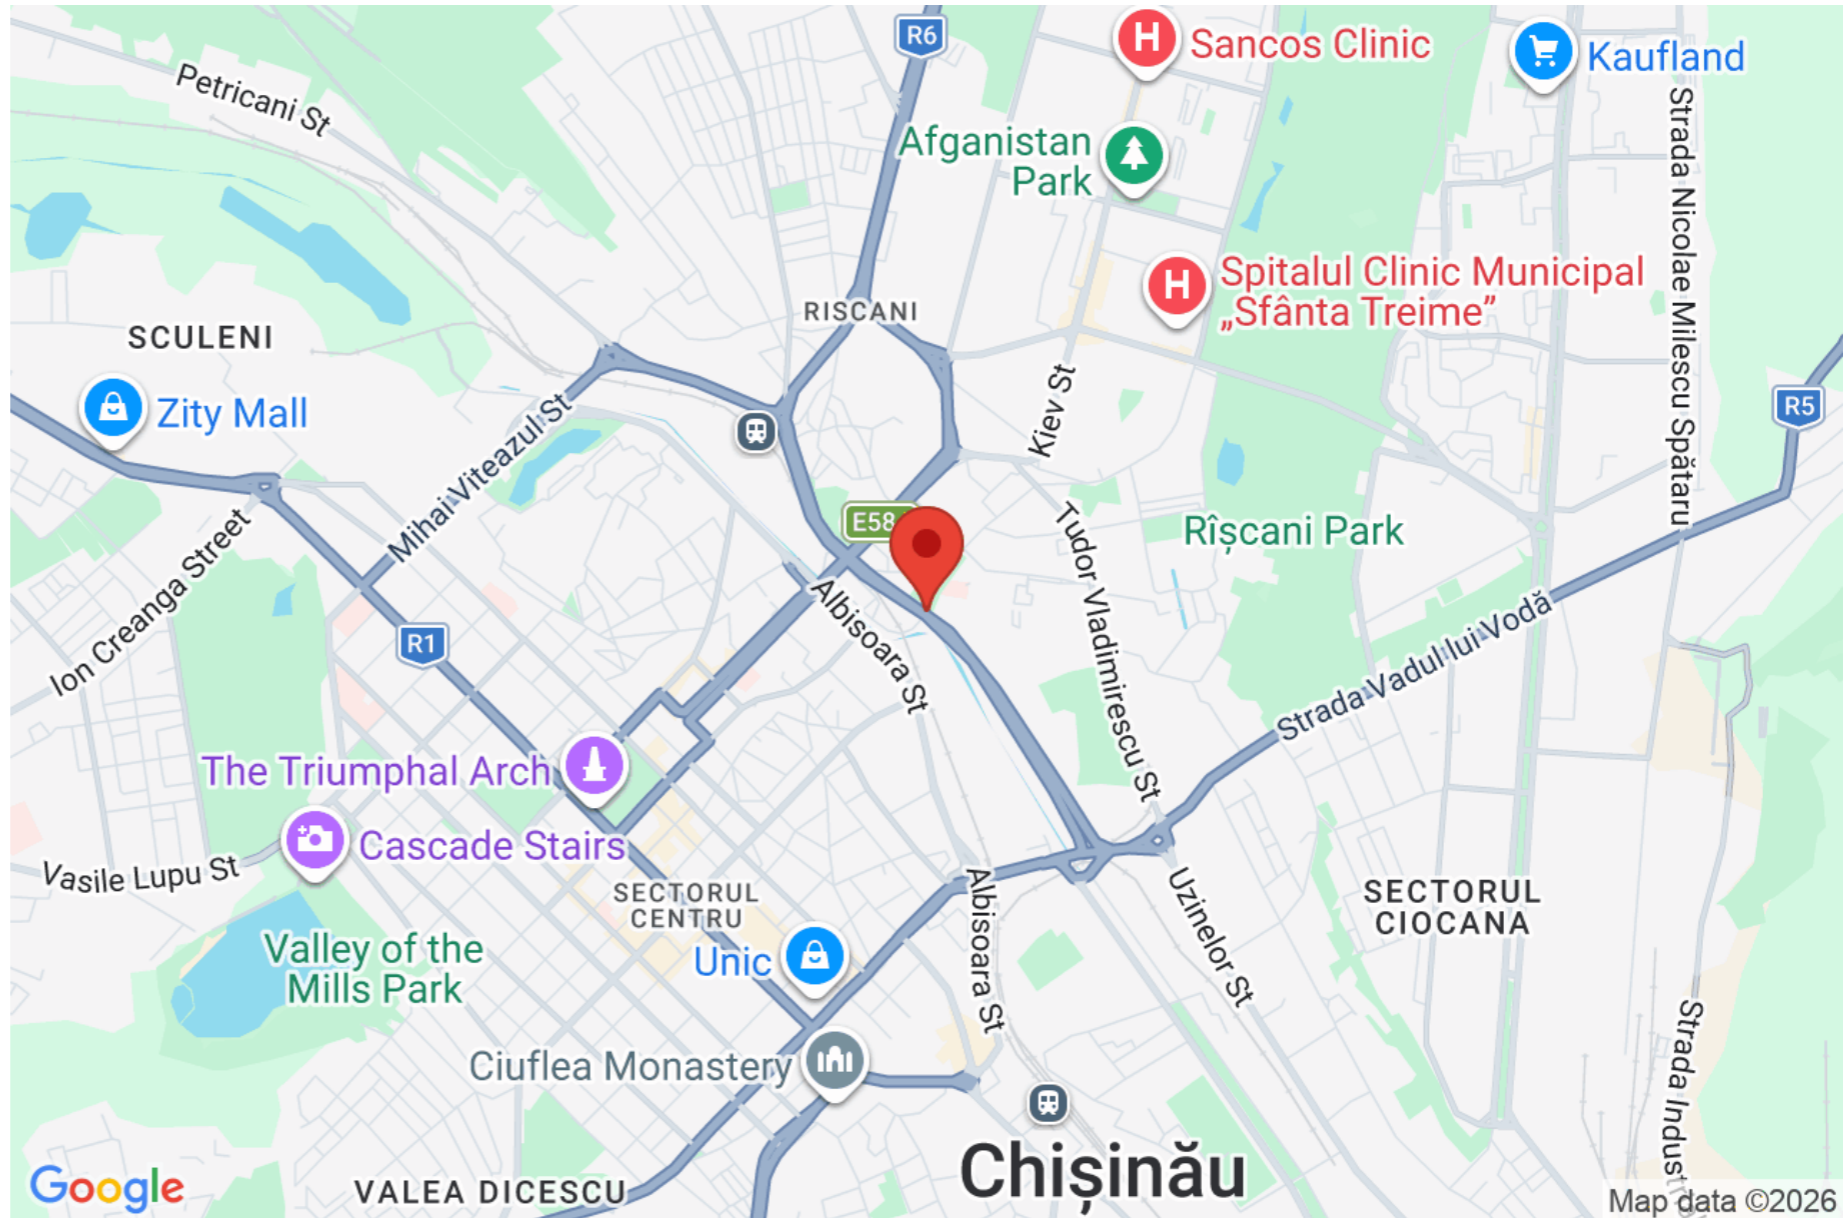 R6
Sancos Clinic
Kaufland
Petricani St
Afganistan
Park
Strada Nicolae Milescu Spătaru
Spitalul Clinic Municipal
„Sfânta Treime”
RISCANI
SCULENI
Zity Mall
Mihai Viteazul St
Kiev St
R5
E58
Rîșcani Park
Tudor Vladimirescu St
Ion Creanga Street
Albisoara St
R1
Strada Vadul lui Vodă
The Triumphal Arch
Cascade Stairs
Vasile Lupu St
SECTORUL
CENTRU
Albisoara St
Uzinelor St
SECTORUL
CIOCANA
Valley of the
Mills Park
Unic
Ciuflea Monastery
Strada Industr
Chișinău
Google
VALEA DICESCU
Map data ©2026